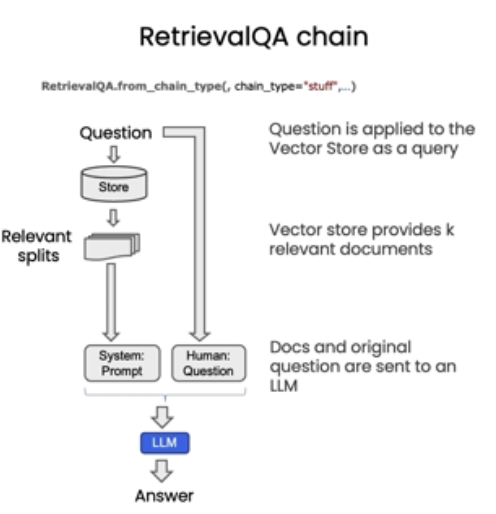 RetrievalQA chain
RetrievalQA.from_chain_type(, chain_type="stuff",...)
Question
Question is applied to the
Vector Store as a query
Store
Relevant
splits
Vector store provides k
relevant documents
System:
Prompt
Human:
Question
Docs and original
question are sent to an
LLM
LLM
Answer